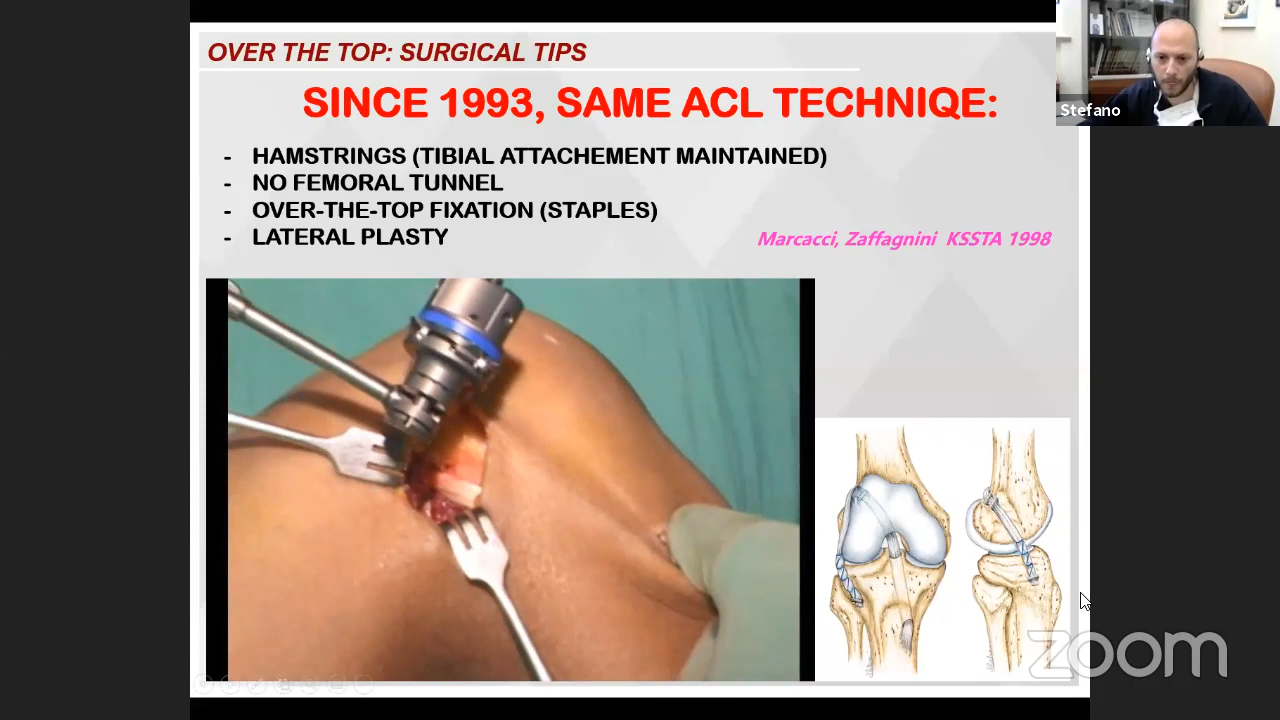 OVER THE TOP: SURGICAL TIPS
SINCE 1993, SAME ACL TECHNIQE:
- HAMSTRINGS (TIBIAL ATTACHEMENT MAINTAINED)
- NO FEMORAL TUNNEL
- OVER-THE-TOP FIXATION (STAPLES)
- LATERAL PLASTY
Marcacci, Zaffagnini KSSTA 1998
Stefano
zoom